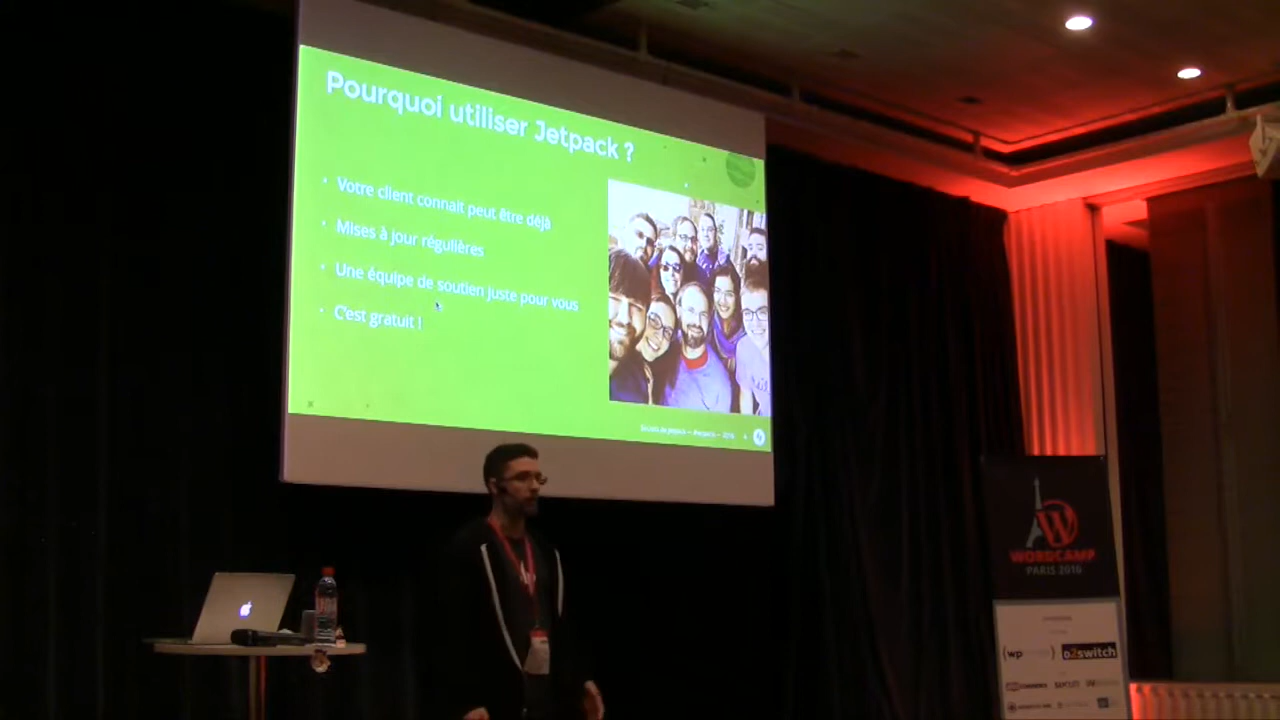 Pourquoi utiliser Jetpack ?
Votre client connait peut être déjà
Mises à jour régulières
Une équipe de soutien juste pour vous
C'est gratuit !
2016
W
WORDCAMP
PARIS 2016
(wp
o2switch